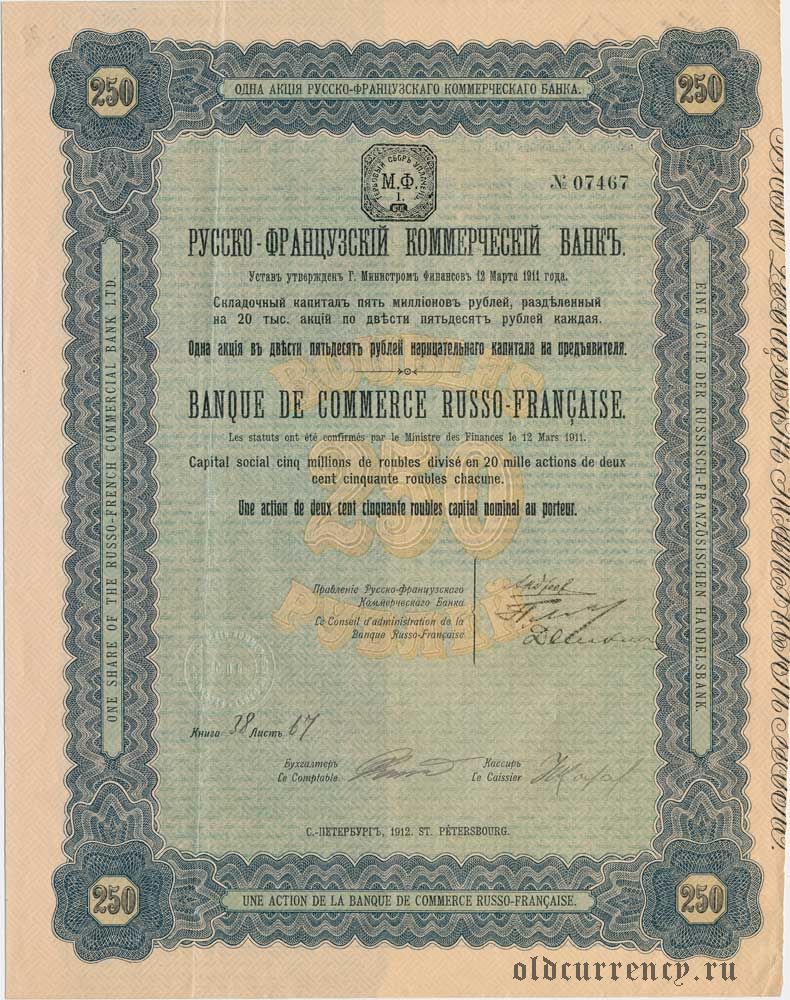 250
ОДНА АКЦІЯ РУССКО-ФРАНЦУЗСКАГО КОММЕРЧЕСКАГО БАНКА.
250
ГЕРБОВЫЙ СБОРЪ УПЛАЧЕНЪ
М.Ф.
1.
№ 07467
РУССКО-ФРАНЦУЗСКІЙ КОММЕРЧЕСКІЙ БАНКЪ.
Уставъ утвержденъ Г. Министромъ Финансовъ 12 Марта 1911 года.
Складочный капиталъ пять милліоновъ рублей, раздѣленный
на 20 тыс. акцій по двѣсти пятьдесятъ рублей каждая.
Одна акція въ двѣсти пятьдесятъ рублей нарицательнаго капитала на предъявителя.
BANQUE DE COMMERCE RUSSO-FRANÇAISE.
Les statuts ont été confirmés par le Ministre des Finances le 12 Mars 1911.
Capital social cinq millions de roubles divisé en 20 mille actions de deux
cent cinquante roubles chacune.
250
Une action de deux cent cinquante roubles capital nominal au porteur.
РУБЛЕЙ
Правленіе Русско-Французскаго
Коммерческаго Банка
Le Conseil d'administration de la
Banque Russo-Française
Андреев
Книга 38 Листъ 67
Бухгалтеръ
Le Comptable
Кассиръ
Le Caissier
С.-ПЕТЕРБУРГЪ, 1912. ST. PÉTERSBOURG.
ONE SHARE OF THE RUSSO-FRENCH COMMERCIAL BANK LTD.
EINE ACTIE DER RUSSISCH-FRANZÖSISCHEN HANDELSBANK.
250
UNE ACTION DE LA BANQUE DE COMMERCE RUSSO-FRANÇAISE.
250
oldcurrency.ru